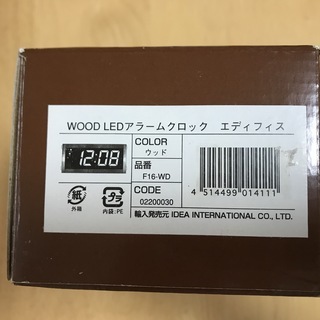 WOOD LEDアラームクロック エディフィス
12:08
COLOR
ウッド
品番
F16-WD
CODE
02200030
紙
外箱
プラ
内袋:PE
4 514499 014111
輸入発売元 IDEA INTERNATIONAL CO., LTD.